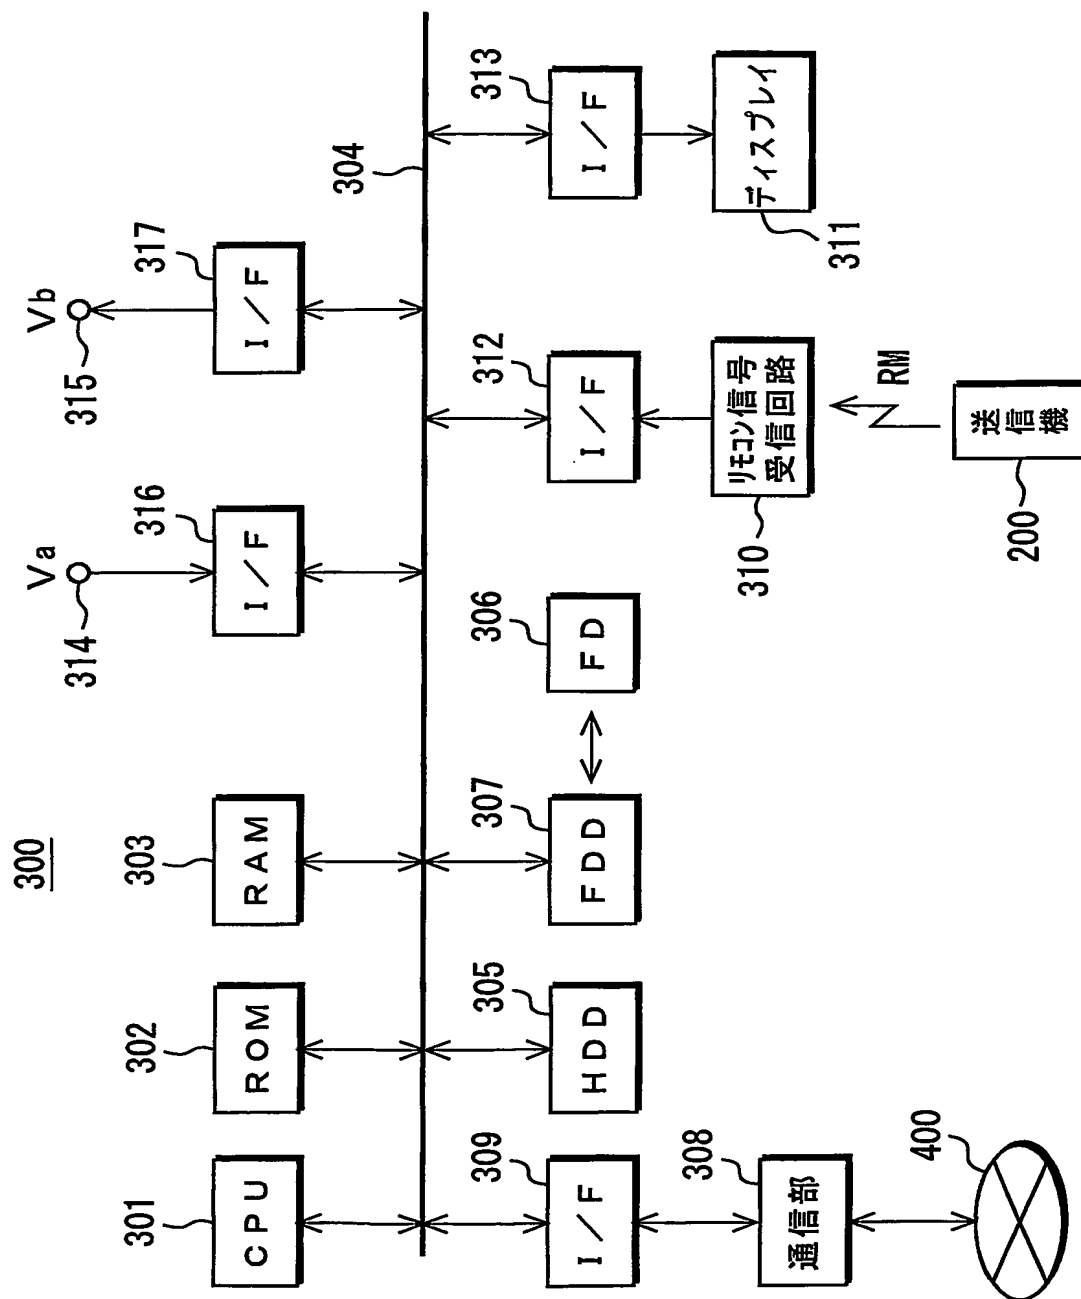 300
301
CPU
302
ROM
303
RAM
314
Va
316
I/F
315
Vb
317
I/F
304
309
I/F
305
HDD
307
FDD
306
FD
312
I/F
313
I/F
308
通信部
310
リモコン信号
受信回路
311
ディスプレイ
RM
400
200
送信機